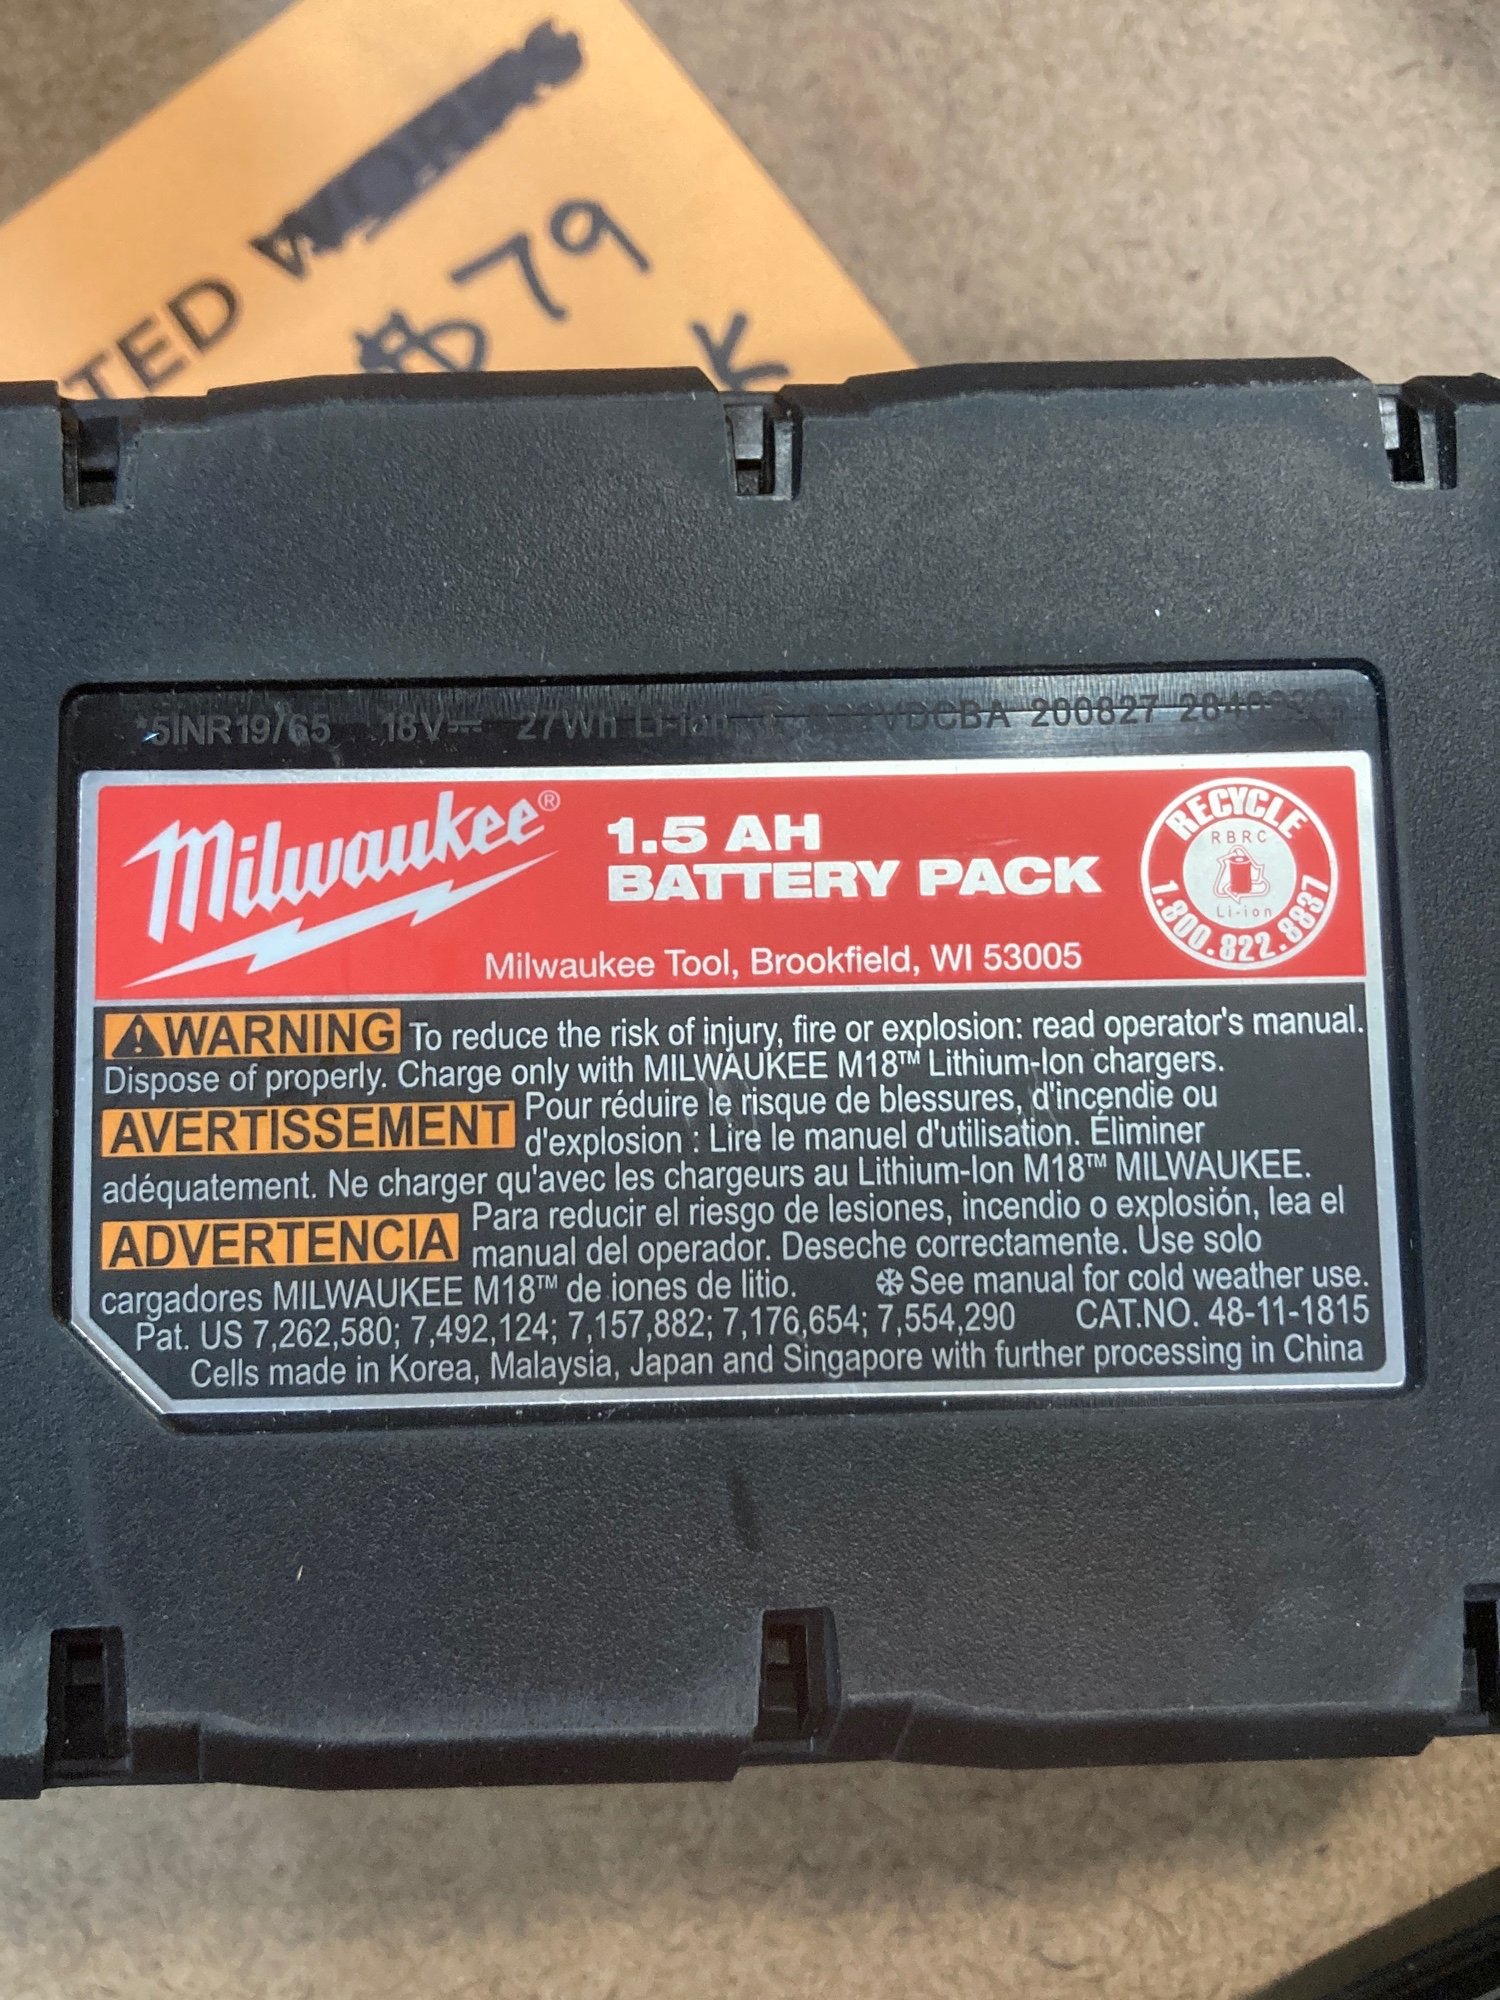 TED
$79
K
*5INR19/65 18V⎓ 27Wh Li-ion VDCBA 200827
Milwaukee®
1.5 AH
BATTERY PACK
Milwaukee Tool, Brookfield, WI 53005
RECYCLE
RBRC
Li-ion
1.800.822.8837
⚠WARNING To reduce the risk of injury, fire or explosion: read operator's manual.
Dispose of properly. Charge only with MILWAUKEE M18™ Lithium-Ion chargers.
AVERTISSEMENT Pour réduire le risque de blessures, d'incendie ou
d'explosion : Lire le manuel d'utilisation. Éliminer
adéquatement. Ne charger qu'avec les chargeurs au Lithium-Ion M18™ MILWAUKEE.
ADVERTENCIA Para reducir el riesgo de lesiones, incendio o explosión, lea el
manual del operador. Deseche correctamente. Use solo
cargadores MILWAUKEE M18™ de iones de litio. ❄See manual for cold weather use.
Pat. US 7,262,580; 7,492,124; 7,157,882; 7,176,654; 7,554,290 CAT.NO. 48-11-1815
Cells made in Korea, Malaysia, Japan and Singapore with further processing in China